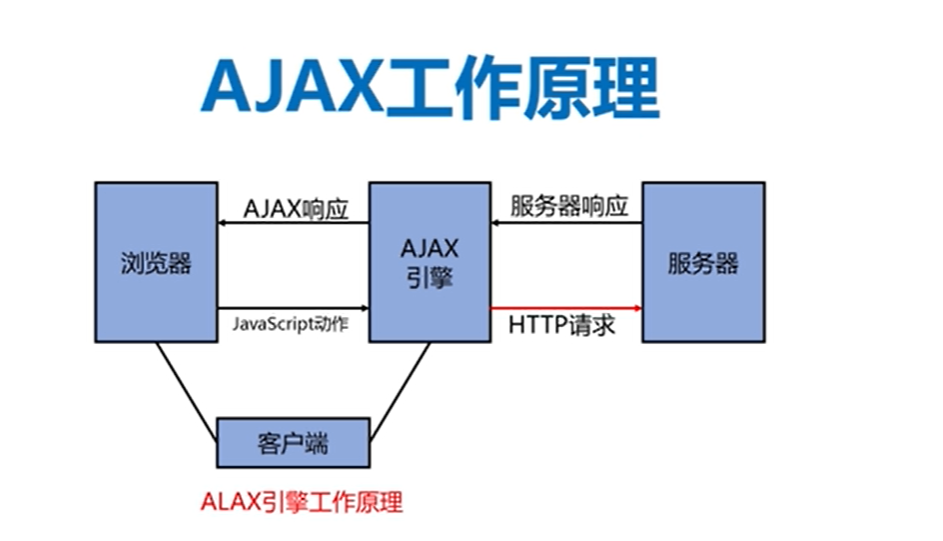 AJAX工作原理
AJAX响应
服务器响应
浏览器
AJAX
引擎
服务器
JavaScript动作
HTTP请求
客户端
ALAX引擎工作原理